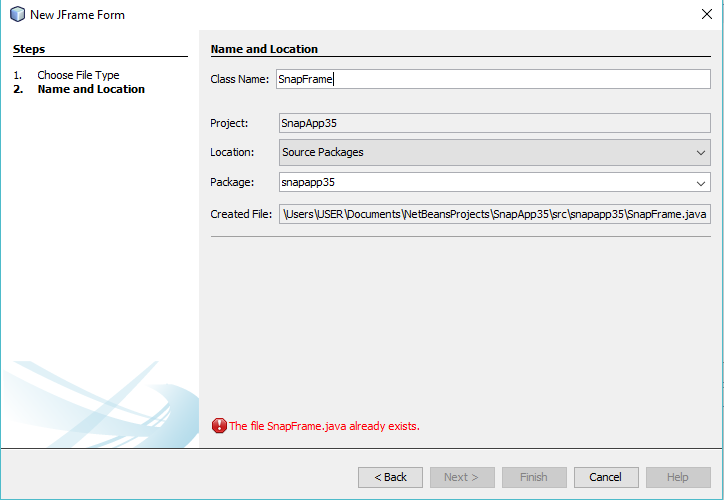 New JFrame Form
Steps
1. Choose File Type
2. Name and Location
Name and Location
Class Name: SnapFrame
Project: SnapApp35
Location: Source Packages
Package: snapapp35
Created File: \Users\USER\Documents\NetBeansProjects\SnapApp35\src\snapapp35\SnapFrame.java
The file SnapFrame.java already exists.
< Back Next > Finish Cancel Help